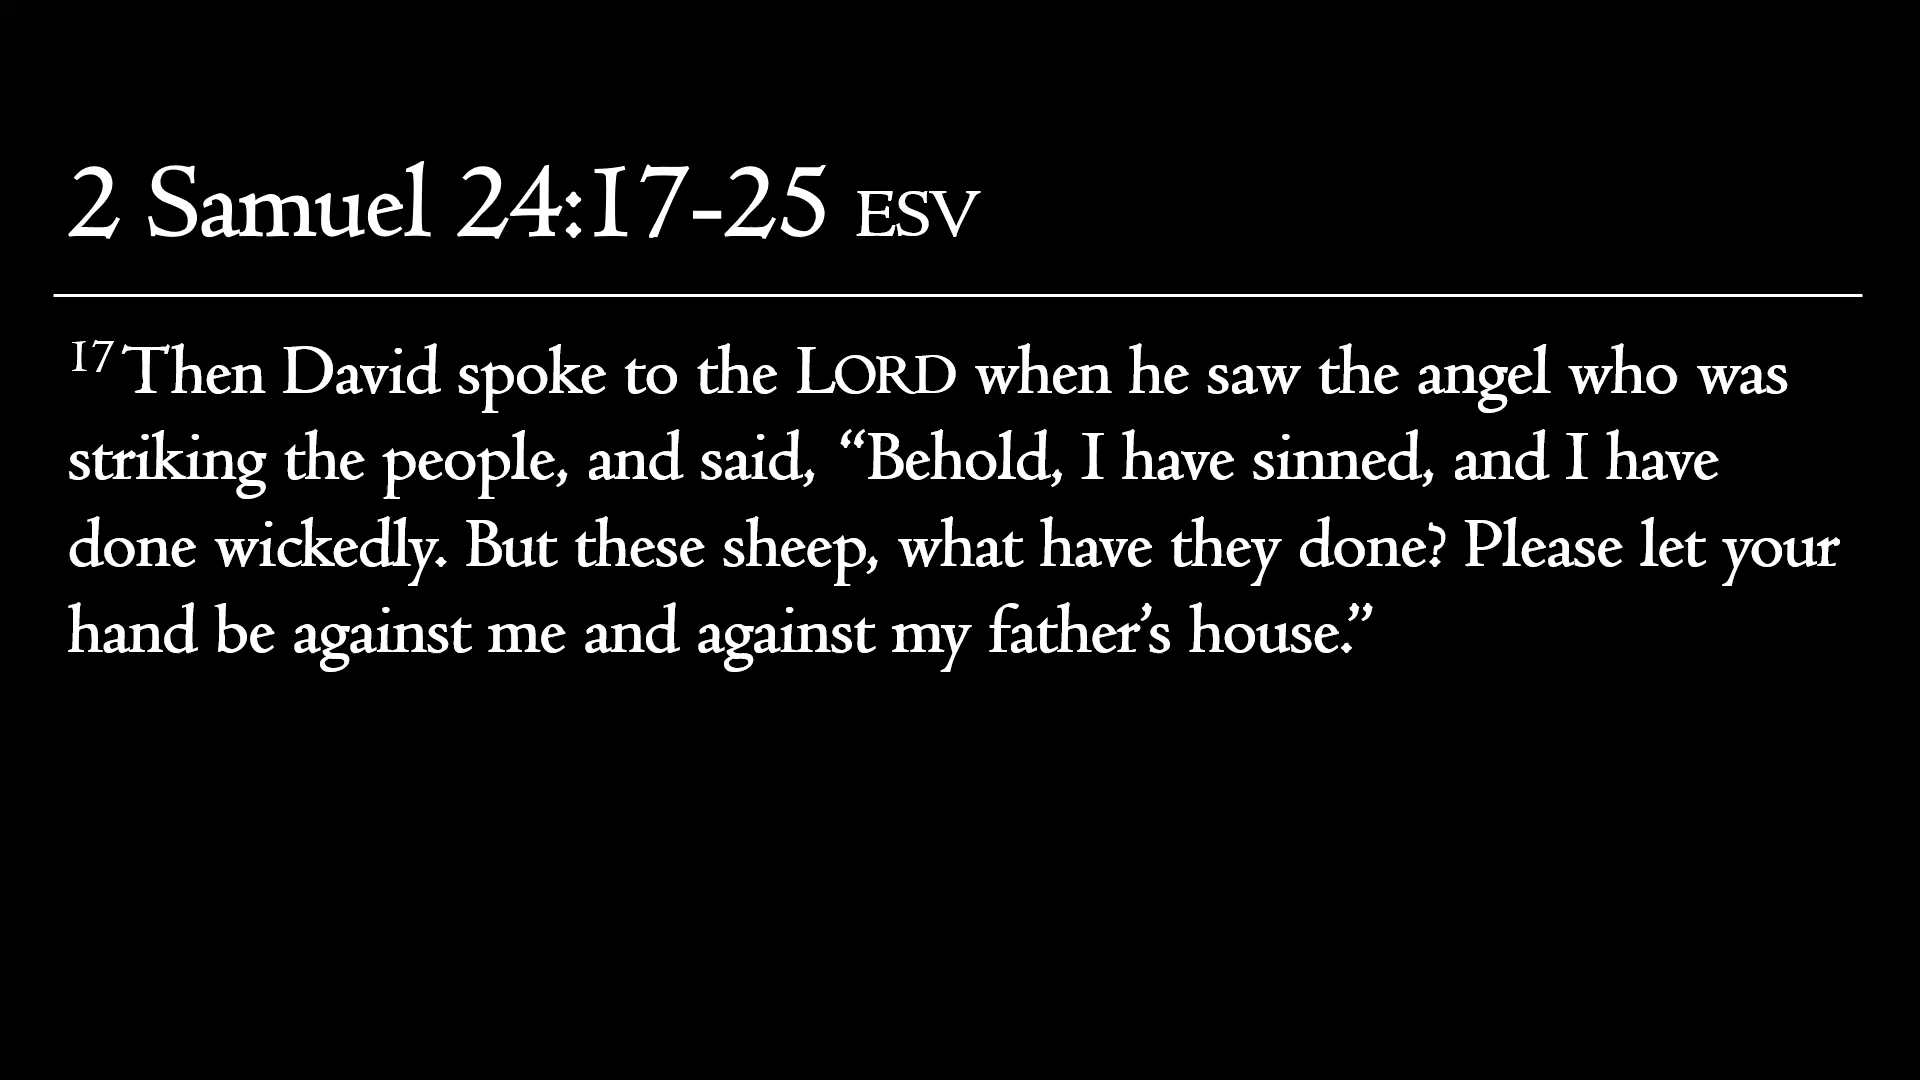 2 Samuel 24:17-25 ESV
17 Then David spoke to the LORD when he saw the angel who was
striking the people, and said, “Behold, I have sinned, and I have
done wickedly. But these sheep, what have they done? Please let your
hand be against me and against my father’s house.”